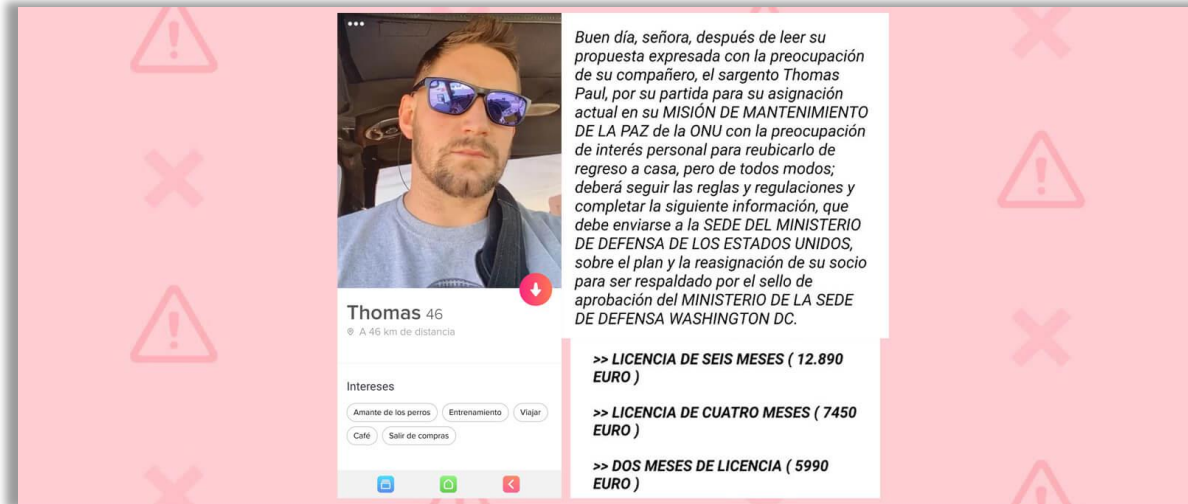 Thomas 46
A 46 km de distancia
Intereses
Amante de los perros Entrenamiento Viajar
Café Salir de compras
Buen día, señora, después de leer su
propuesta expresada con la preocupación
de su compañero, el sargento Thomas
Paul, por su partida para su asignación
actual en su MISIÓN DE MANTENIMIENTO
DE LA PAZ de la ONU con la preocupación
de interés personal para reubicarlo de
regreso a casa, pero de todos modos;
deberá seguir las reglas y regulaciones y
completar la siguiente información, que
debe enviarse a la SEDE DEL MINISTERIO
DE DEFENSA DE LOS ESTADOS UNIDOS,
sobre el plan y la reasignación de su socio
para ser respaldado por el sello de
aprobación del MINISTERIO DE LA SEDE
DE DEFENSA WASHINGTON DC.
>> LICENCIA DE SEIS MESES ( 12.890
EURO )
>> LICENCIA DE CUATRO MESES ( 7450
EURO )
>> DOS MESES DE LICENCIA ( 5990
EURO )